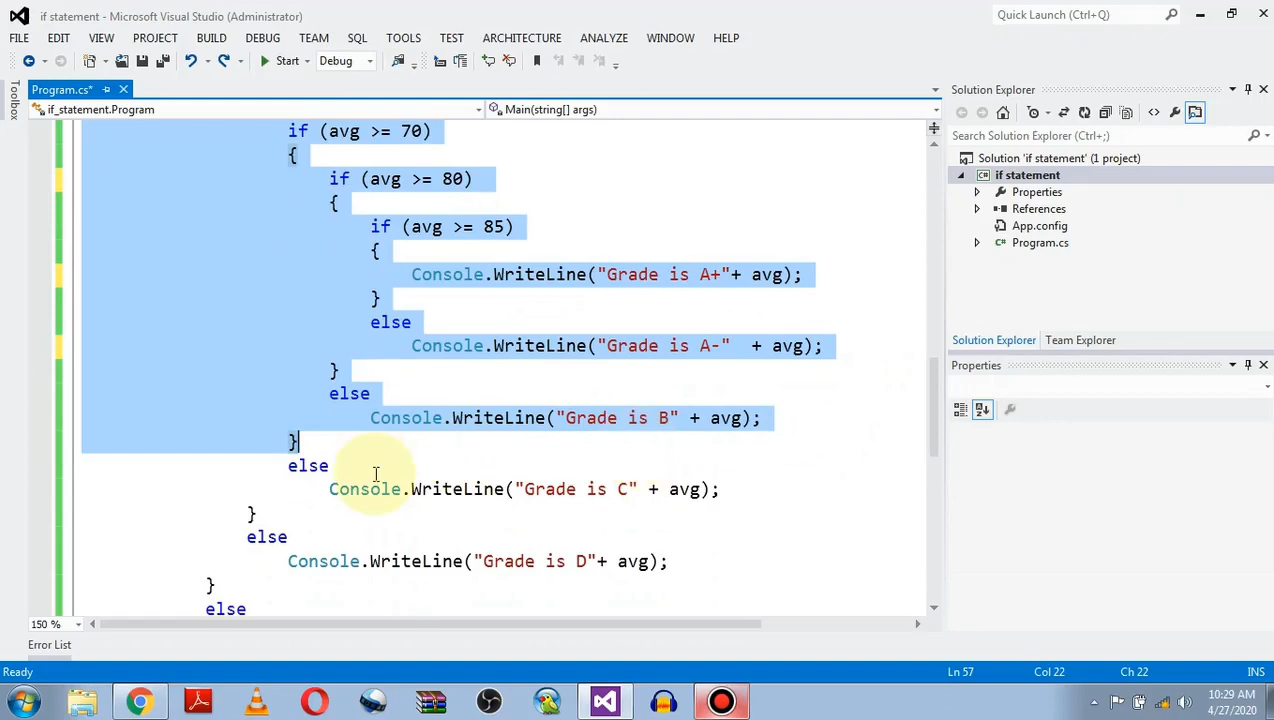 if statement - Microsoft Visual Studio (Administrator)
Quick Launch (Ctrl+Q)
FILE EDIT VIEW PROJECT BUILD DEBUG TEAM SQL TOOLS TEST ARCHITECTURE ANALYZE WINDOW HELP
Start Debug
Toolbox
Program.cs*
if_statement.Program Main(string[] args)
if (avg >= 70)
{
if (avg >= 80)
{
if (avg >= 85)
{
Console.WriteLine("Grade is A+"+ avg);
}
else
Console.WriteLine("Grade is A-"  + avg);
}
else
Console.WriteLine("Grade is B" + avg);
}
else
Console.WriteLine("Grade is C" + avg);
}
else
Console.WriteLine("Grade is D"+ avg);
}
else
150 %
Error List
Solution Explorer
Search Solution Explorer (Ctrl+;)
Solution 'if statement' (1 project)
if statement
Properties
References
App.config
Program.cs
Solution Explorer Team Explorer
Properties
Ready Ln 57 Col 22 Ch 22 INS
10:29 AM
4/27/2020